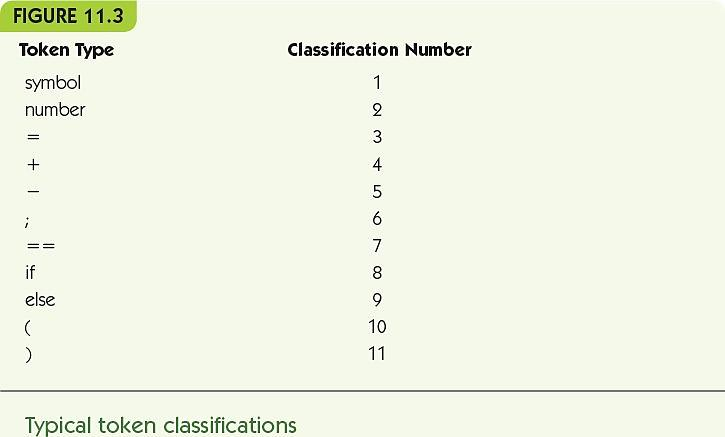 FIGURE 11.3
Token Type Classification Number
symbol 1
number 2
= 3
+ 4
− 5
; 6
== 7
if 8
else 9
( 10
) 11
Typical token classifications